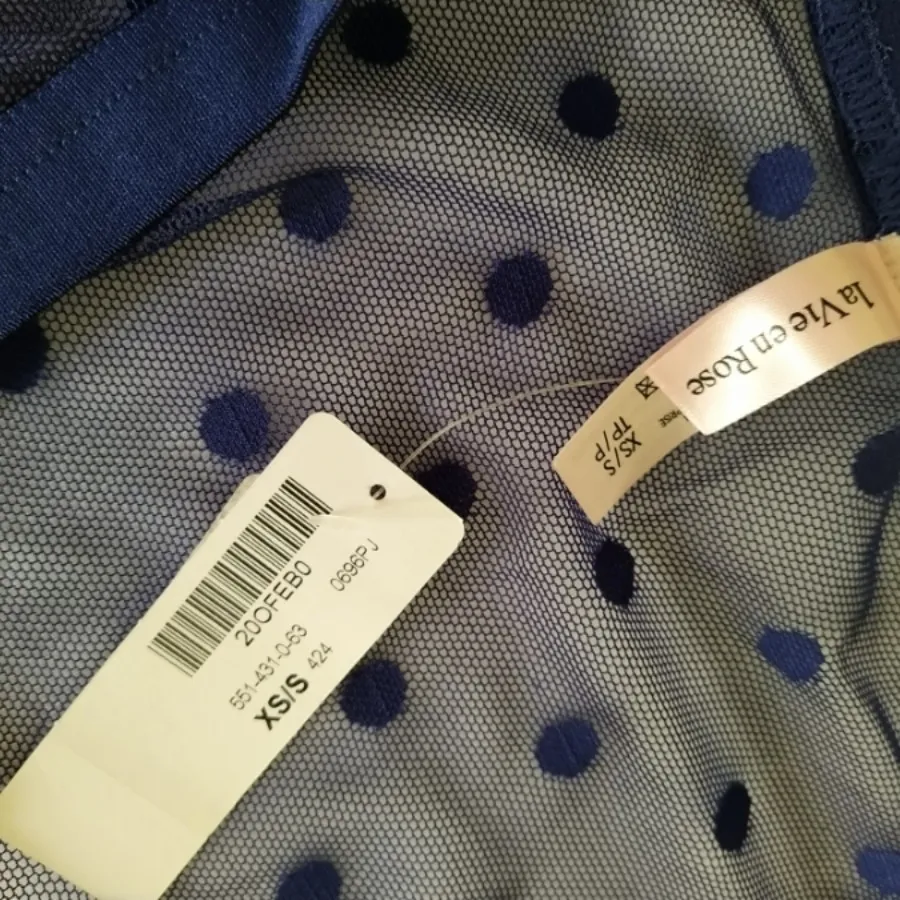 la Vie en Rose
XS/S
TP/P
20OFEB0
0696PJ
551-431-0-63
XS/S 424